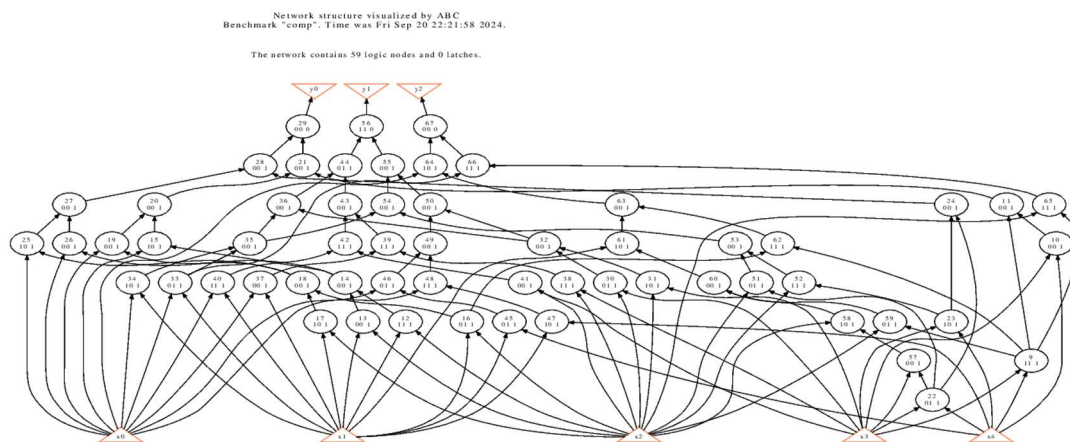 Network structure visualized by ABC
Benchmark "comp". Time was Fri Sep 20 22:21:58 2024.
The network contains 59 logic nodes and 0 latches.
y0 y1 y2
29 56 67
00 0 11 0 00 0
28 21 44 55 64 66
00 1 00 1 01 1 00 1 10 1 11 1
27 20 36 43 54 50 63 24 11 65
00 1 00 1 00 1 00 1 00 1 00 1 00 1 00 1 00 1 11 1
25 26 19 15 35 42 39 49 32 61 53 62 10
10 1 00 1 00 1 10 1 00 1 11 1 11 1 00 1 00 1 10 1 00 1 11 1 00 1
34 33 40 37 18 14 46 48 41 38 30 31 60 51 52
10 1 01 1 11 1 00 1 00 1 00 1 01 1 11 1 00 1 11 1 01 1 10 1 00 1 01 1 11 1
17 13 12 16 45 47 58 59 23
10 1 00 1 11 1 01 1 01 1 10 1 10 1 01 1 10 1
57 9
00 1 11 1
22
01 1
x0 x1 x2 x3 x4